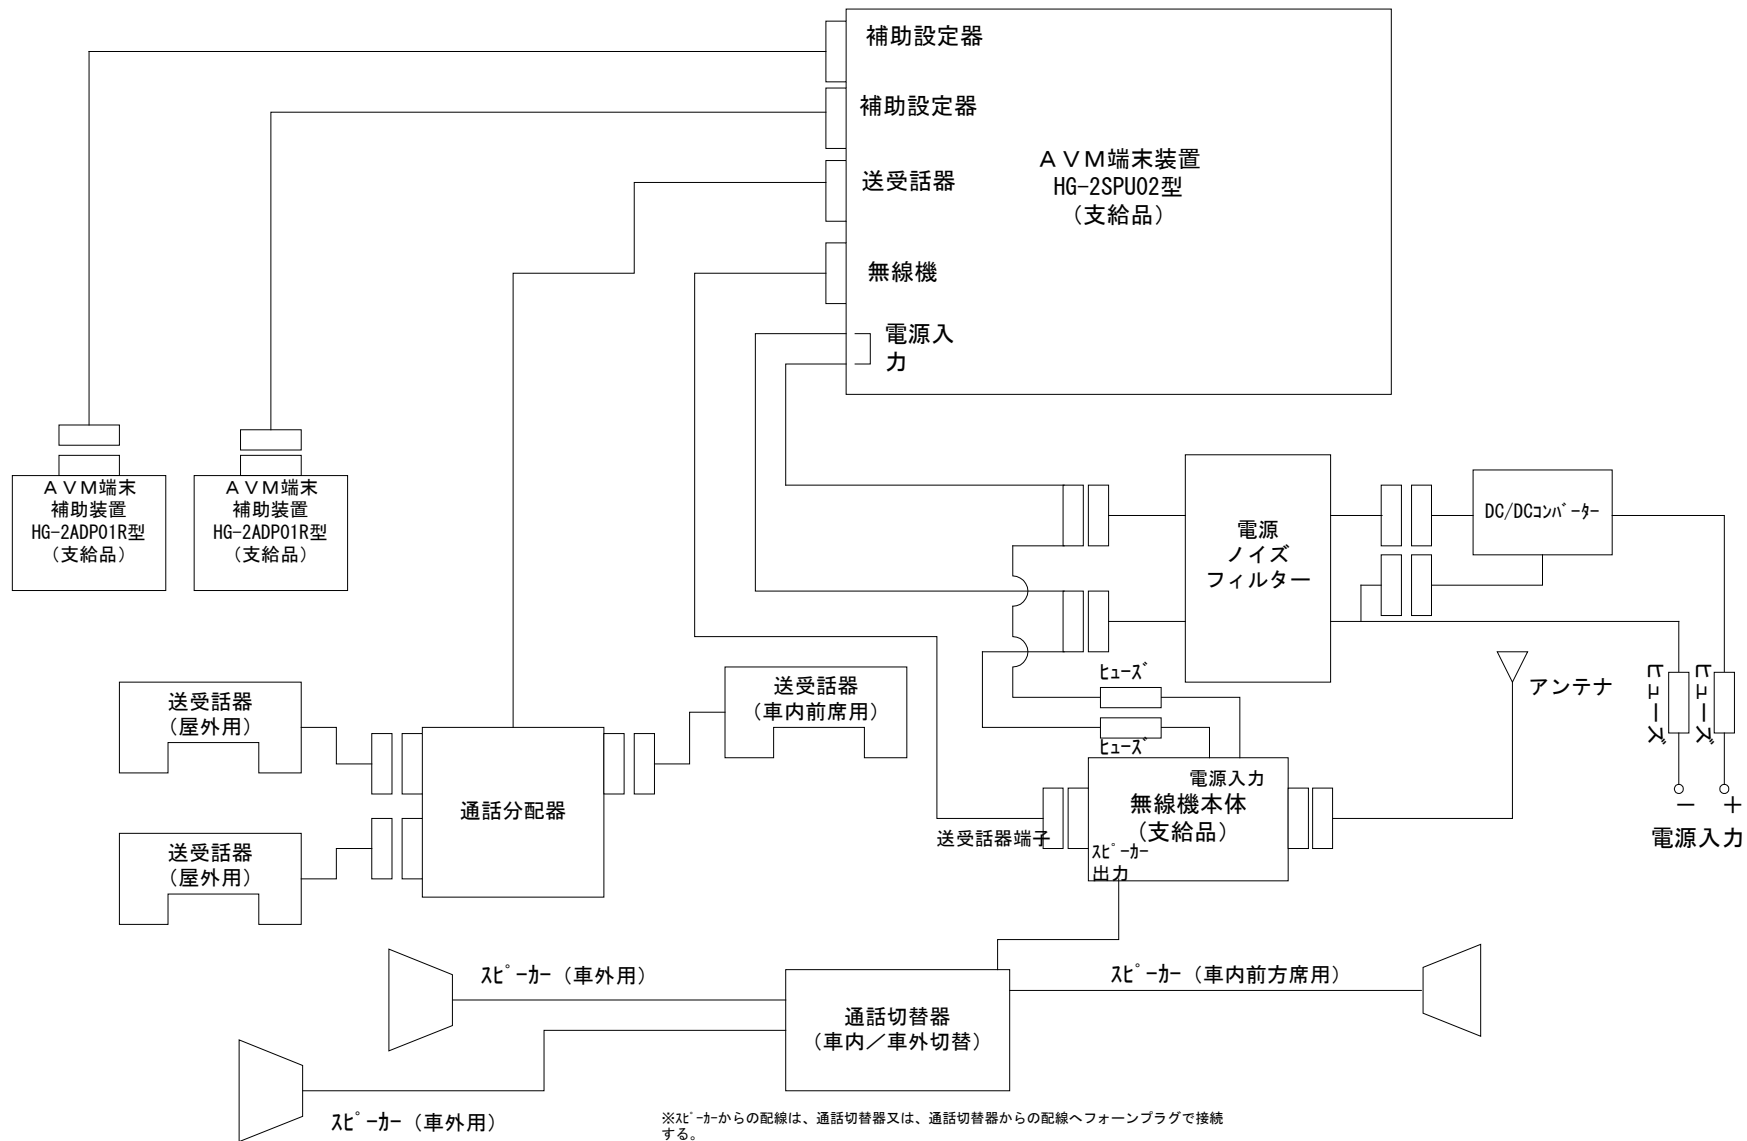 補助設定器
補助設定器
ＡＶＭ端末装置
HG-2SPU02型
（支給品）
送受話器
無線機
電源入
力
ＡＶＭ端末
補助装置
HG-2ADP01R型
（支給品）
ＡＶＭ端末
補助装置
HG-2ADP01R型
（支給品）
電源
ノイズ
フィルター
DC/DCｺﾝﾊﾞｰﾀｰ
ﾋｭｰｽﾞ
ﾋｭｰｽﾞ
アンテナ
ヒューズ
ヒューズ
－
＋
電源入力
送受話器
（屋外用）
送受話器
（車内前席用）
通話分配器
送受話器
（屋外用）
電源入力
無線機本体
（支給品）
送受話器端子
ｽﾋﾟｰｶｰ
出力
ｽﾋﾟｰｶｰ（車外用）
ｽﾋﾟｰｶｰ（車内前方席用）
通話切替器
（車内／車外切替）
ｽﾋﾟｰｶｰ（車外用）
※ｽﾋﾟｰｶｰからの配線は、通話切替器又は、通話切替器からの配線へフォーンプラグで接続
する。